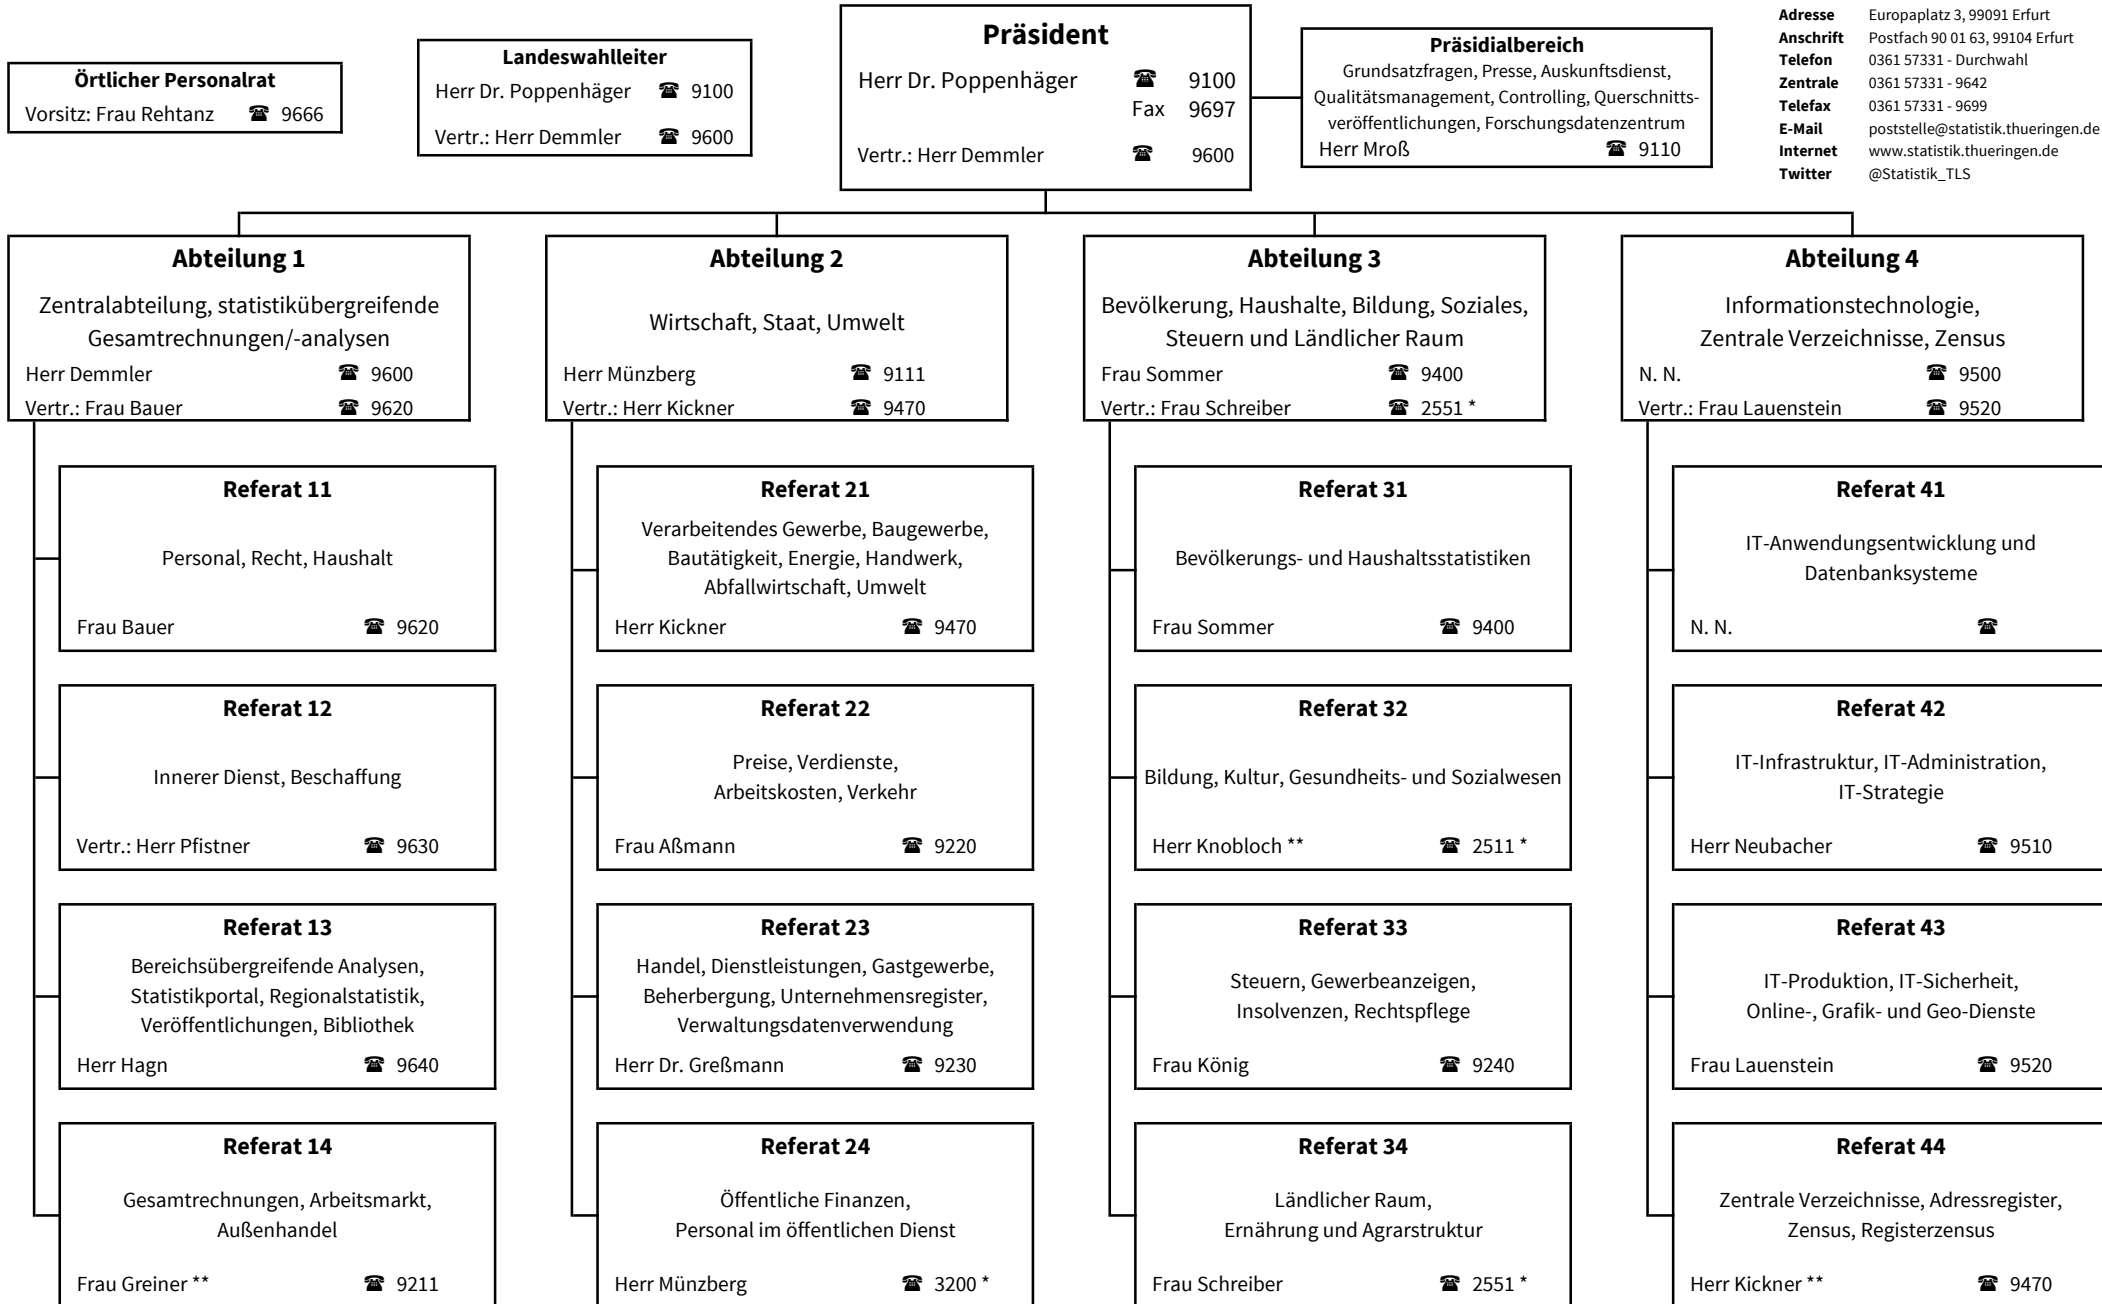 Örtlicher Personalrat
Vorsitz: Frau Rehtanz ☎ 9666
Landeswahlleiter
Herr Dr. Poppenhäger ☎ 9100
Vertr.: Herr Demmler ☎ 9600
Präsident
Herr Dr. Poppenhäger ☎ 9100
Fax 9697
Vertr.: Herr Demmler ☎ 9600
Präsidialbereich
Grundsatzfragen, Presse, Auskunftsdienst,
Qualitätsmanagement, Controlling, Querschnitts-
veröffentlichungen, Forschungsdatenzentrum
Herr Mroß ☎ 9110
Adresse Europaplatz 3, 99091 Erfurt
Anschrift Postfach 90 01 63, 99104 Erfurt
Telefon 0361 57331 - Durchwahl
Zentrale 0361 57331 - 9642
Telefax 0361 57331 - 9699
E-Mail poststelle@statistik.thueringen.de
Internet www.statistik.thueringen.de
Twitter @Statistik_TLS
Abteilung 1
Zentralabteilung, statistikübergreifende
Gesamtrechnungen/-analysen
Herr Demmler ☎ 9600
Vertr.: Frau Bauer ☎ 9620
Referat 11
Personal, Recht, Haushalt
Frau Bauer ☎ 9620
Referat 12
Innerer Dienst, Beschaffung
Vertr.: Herr Pfistner ☎ 9630
Referat 13
Bereichsübergreifende Analysen,
Statistikportal, Regionalstatistik,
Veröffentlichungen, Bibliothek
Herr Hagn ☎ 9640
Referat 14
Gesamtrechnungen, Arbeitsmarkt,
Außenhandel
Frau Greiner ** ☎ 9211
Abteilung 2
Wirtschaft, Staat, Umwelt
Herr Münzberg ☎ 9111
Vertr.: Herr Kickner ☎ 9470
Referat 21
Verarbeitendes Gewerbe, Baugewerbe,
Bautätigkeit, Energie, Handwerk,
Abfallwirtschaft, Umwelt
Herr Kickner ☎ 9470
Referat 22
Preise, Verdienste,
Arbeitskosten, Verkehr
Frau Aßmann ☎ 9220
Referat 23
Handel, Dienstleistungen, Gastgewerbe,
Beherbergung, Unternehmensregister,
Verwaltungsdatenverwendung
Herr Dr. Greßmann ☎ 9230
Referat 24
Öffentliche Finanzen,
Personal im öffentlichen Dienst
Herr Münzberg ☎ 3200 *
Abteilung 3
Bevölkerung, Haushalte, Bildung, Soziales,
Steuern und Ländlicher Raum
Frau Sommer ☎ 9400
Vertr.: Frau Schreiber ☎ 2551 *
Referat 31
Bevölkerungs- und Haushaltsstatistiken
Frau Sommer ☎ 9400
Referat 32
Bildung, Kultur, Gesundheits- und Sozialwesen
Herr Knobloch ** ☎ 2511 *
Referat 33
Steuern, Gewerbeanzeigen,
Insolvenzen, Rechtspflege
Frau König ☎ 9240
Referat 34
Ländlicher Raum,
Ernährung und Agrarstruktur
Frau Schreiber ☎ 2551 *
Abteilung 4
Informationstechnologie,
Zentrale Verzeichnisse, Zensus
N. N. ☎ 9500
Vertr.: Frau Lauenstein ☎ 9520
Referat 41
IT-Anwendungsentwicklung und
Datenbanksysteme
N. N. ☎
Referat 42
IT-Infrastruktur, IT-Administration,
IT-Strategie
Herr Neubacher ☎ 9510
Referat 43
IT-Produktion, IT-Sicherheit,
Online-, Grafik- und Geo-Dienste
Frau Lauenstein ☎ 9520
Referat 44
Zentrale Verzeichnisse, Adressregister,
Zensus, Registerzensus
Herr Kickner ** ☎ 9470